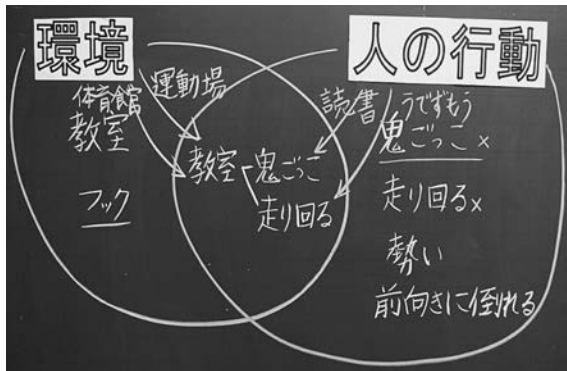 環境
人の行動
体育館
運動場
教室
フック
教室
鬼ごっこ
走り回る
読書
うでずもう
鬼ごっこ×
走り回る×
勢い
前向きに倒れる